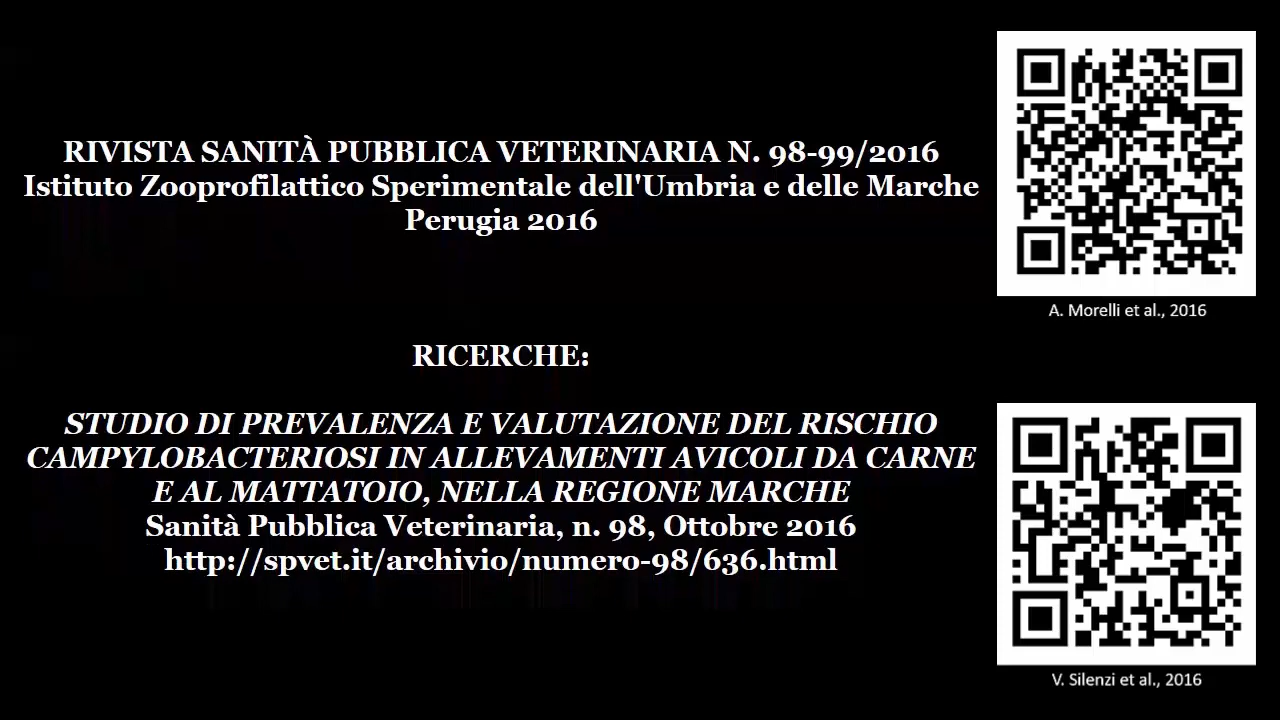 RIVISTA SANITÀ PUBBLICA VETERINARIA N. 98-99/2016
Istituto Zooprofilattico Sperimentale dell'Umbria e delle Marche
Perugia 2016
A. Morelli et al., 2016
RICERCHE:
STUDIO DI PREVALENZA E VALUTAZIONE DEL RISCHIO
CAMPYLOBACTERIOSI IN ALLEVAMENTI AVICOLI DA CARNE
E AL MATTATOIO, NELLA REGIONE MARCHE
Sanità Pubblica Veterinaria, n. 98, Ottobre 2016
http://spvet.it/archivio/numero-98/636.html
V. Silenzi et al., 2016